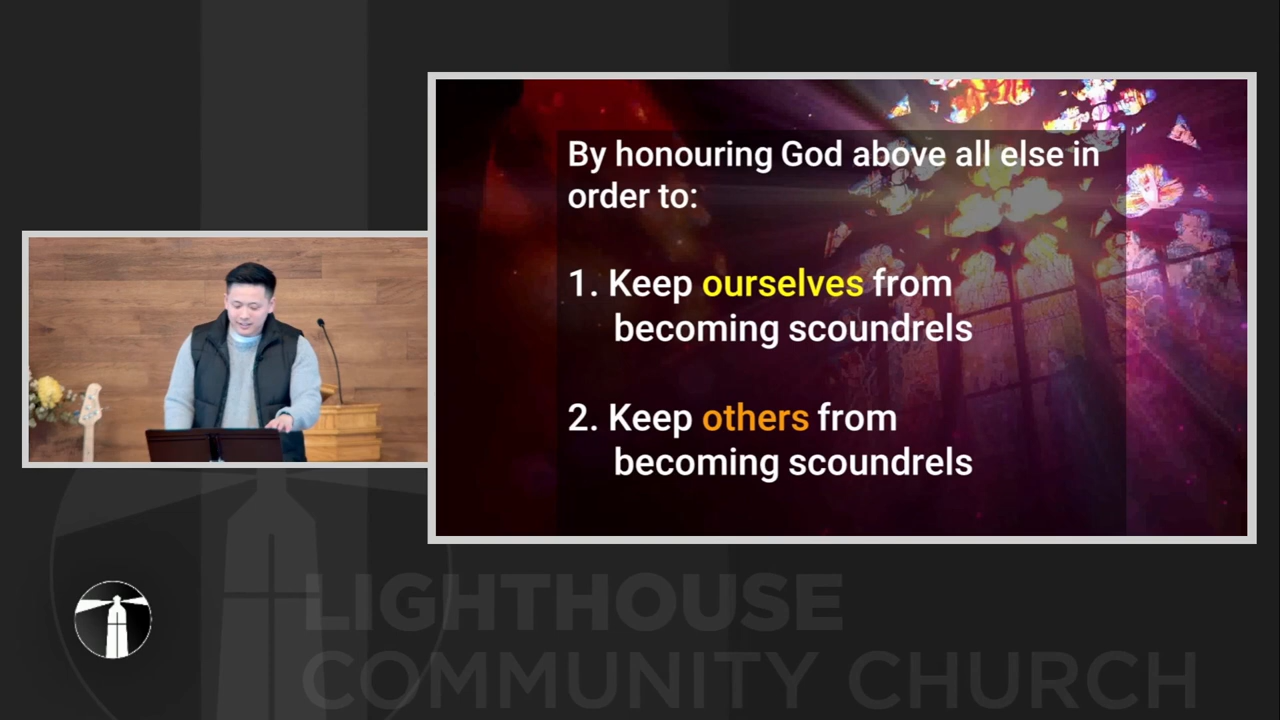 By honouring God above all else in
order to:
1. Keep ourselves from
becoming scoundrels
2. Keep others from
becoming scoundrels
LIGHTHOUSE
COMMUNITY CHURCH